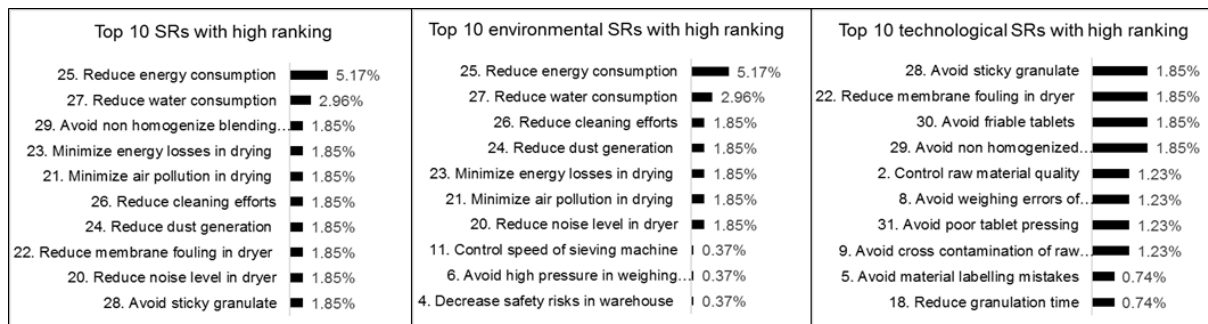 Top 10 SRs with high ranking
25. Reduce energy consumption 5.17%
27. Reduce water consumption 2.96%
29. Avoid non homogenize blending... 1.85%
23. Minimize energy losses in drying 1.85%
21. Minimize air pollution in drying 1.85%
26. Reduce cleaning efforts 1.85%
24. Reduce dust generation 1.85%
22. Reduce membrane fouling in dryer 1.85%
20. Reduce noise level in dryer 1.85%
28. Avoid sticky granulate 1.85%
Top 10 environmental SRs with high ranking
25. Reduce energy consumption 5.17%
27. Reduce water consumption 2.96%
26. Reduce cleaning efforts 1.85%
24. Reduce dust generation 1.85%
23. Minimize energy losses in drying 1.85%
21. Minimize air pollution in drying 1.85%
20. Reduce noise level in dryer 1.85%
11. Control speed of sieving machine 0.37%
6. Avoid high pressure in weighing... 0.37%
4. Decrease safety risks in warehouse 0.37%
Top 10 technological SRs with high ranking
28. Avoid sticky granulate 1.85%
22. Reduce membrane fouling in dryer 1.85%
30. Avoid friable tablets 1.85%
29. Avoid non homogenized... 1.85%
2. Control raw material quality 1.23%
8. Avoid weighing errors of... 1.23%
31. Avoid poor tablet pressing 1.23%
9. Avoid cross contamination of raw... 1.23%
5. Avoid material labelling mistakes 0.74%
18. Reduce granulation time 0.74%